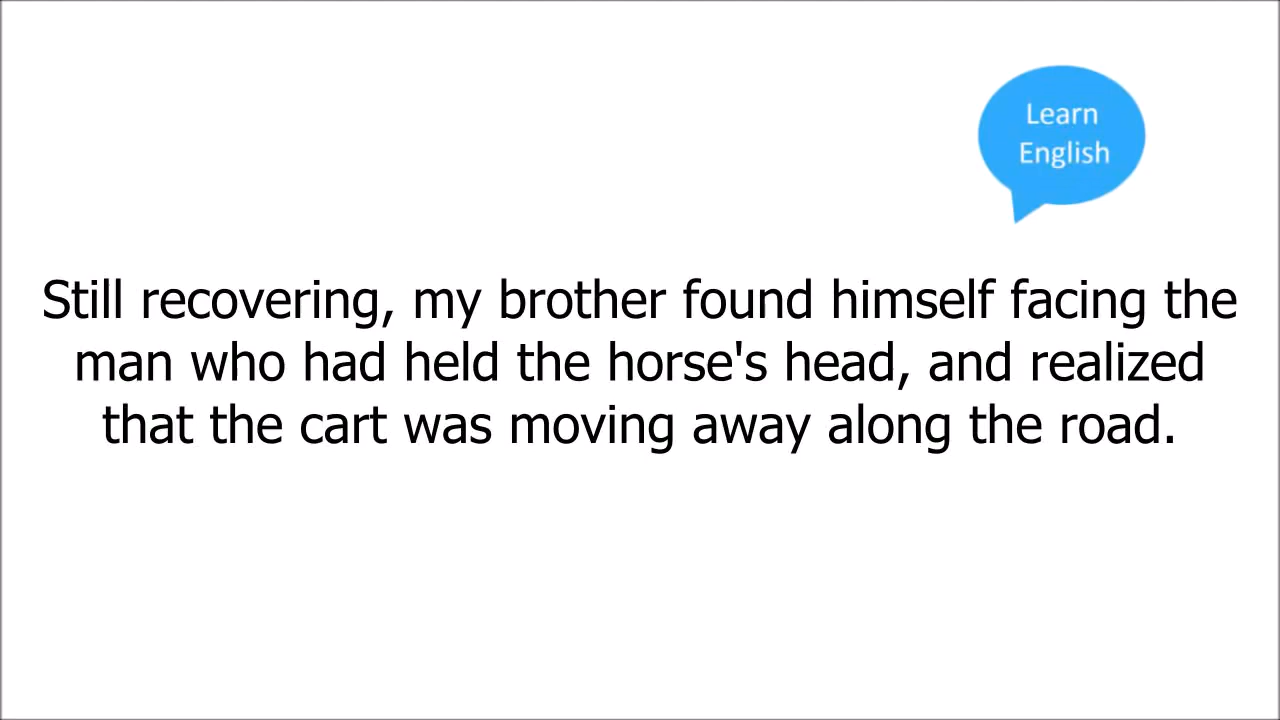 Learn
English
Still recovering, my brother found himself facing the
man who had held the horse's head, and realized
that the cart was moving away along the road.